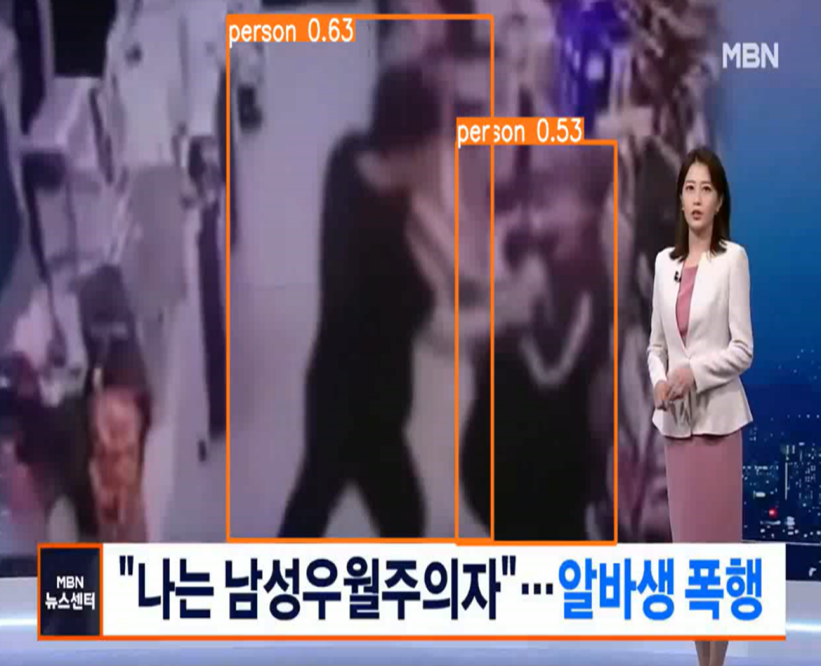 person 0.63
MBN
person 0.53
MBN
뉴스센터
"나는 남성우월주의자"…알바생 폭행